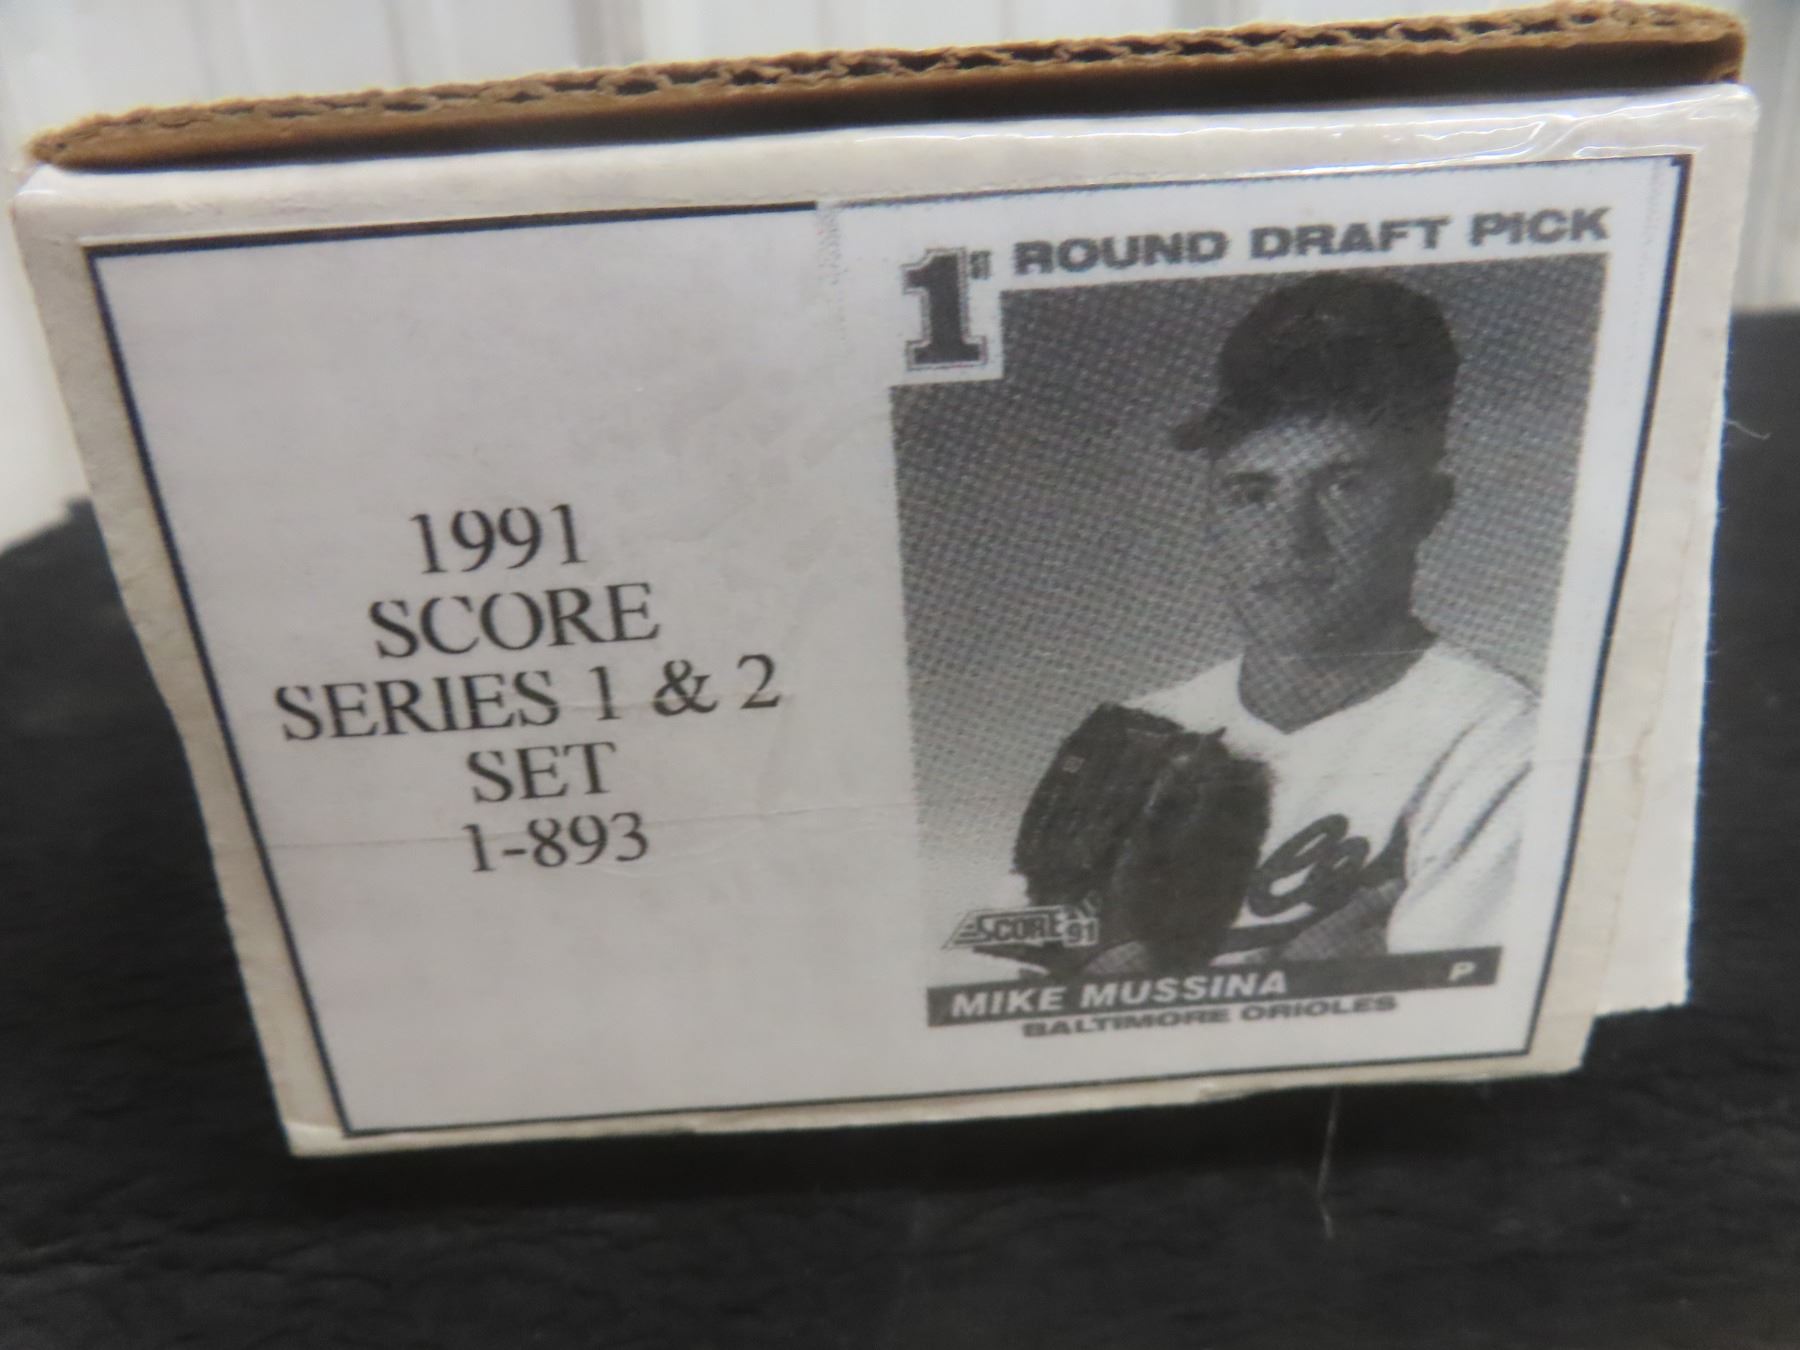 1991
SCORE
SERIES 1 & 2
SET
1-893
1ST ROUND DRAFT PICK
SCORE 91
MIKE MUSSINA P
BALTIMORE ORIOLES